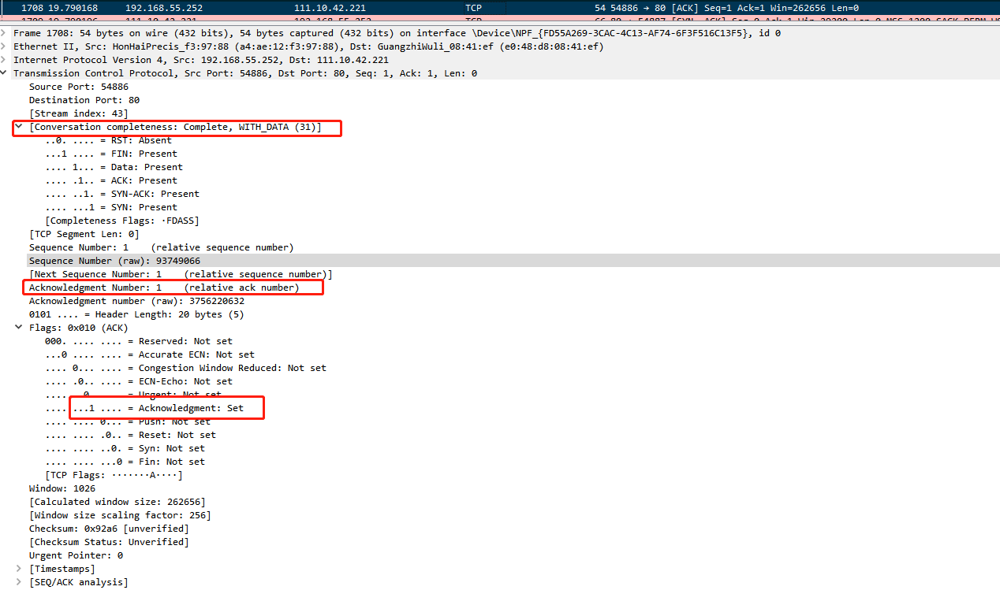 1708 19.790168 192.168.55.252 111.10.42.221 TCP 54 54886 → 80 [ACK] Seq=1 Ack=1 Win=262656 Len=0
Frame 1708: 54 bytes on wire (432 bits), 54 bytes captured (432 bits) on interface \Device\NPF_{FD55A269-3CAC-4C13-AF74-6F3F516C13F5}, id 0
Ethernet II, Src: HonHaiPrecis_f3:97:88 (a4:ae:12:f3:97:88), Dst: GuangzhiWuli_08:41:ef (e0:48:d8:08:41:ef)
Internet Protocol Version 4, Src: 192.168.55.252, Dst: 111.10.42.221
Transmission Control Protocol, Src Port: 54886, Dst Port: 80, Seq: 1, Ack: 1, Len: 0
Source Port: 54886
Destination Port: 80
[Stream index: 43]
[Conversation completeness: Complete, WITH_DATA (31)]
..0. .... = RST: Absent
...1 .... = FIN: Present
.... 1... = Data: Present
.... .1.. = ACK: Present
.... ..1. = SYN-ACK: Present
.... ...1 = SYN: Present
[Completeness Flags: ·FDASS]
[TCP Segment Len: 0]
Sequence Number: 1 (relative sequence number)
Sequence Number (raw): 93749066
[Next Sequence Number: 1 (relative sequence number)]
Acknowledgment Number: 1 (relative ack number)
Acknowledgment number (raw): 3756220632
0101 .... = Header Length: 20 bytes (5)
Flags: 0x010 (ACK)
000. .... .... = Reserved: Not set
...0 .... .... = Accurate ECN: Not set
.... 0... .... = Congestion Window Reduced: Not set
.... .0.. .... = ECN-Echo: Not set
.... ..0. .... = Urgent: Not set
.... ...1 .... = Acknowledgment: Set
.... .... 0... = Push: Not set
.... .... .0.. = Reset: Not set
.... .... ..0. = Syn: Not set
.... .... ...0 = Fin: Not set
[TCP Flags: ·······A····]
Window: 1026
[Calculated window size: 262656]
[Window size scaling factor: 256]
Checksum: 0x92a6 [unverified]
[Checksum Status: Unverified]
Urgent Pointer: 0
[Timestamps]
[SEQ/ACK analysis]